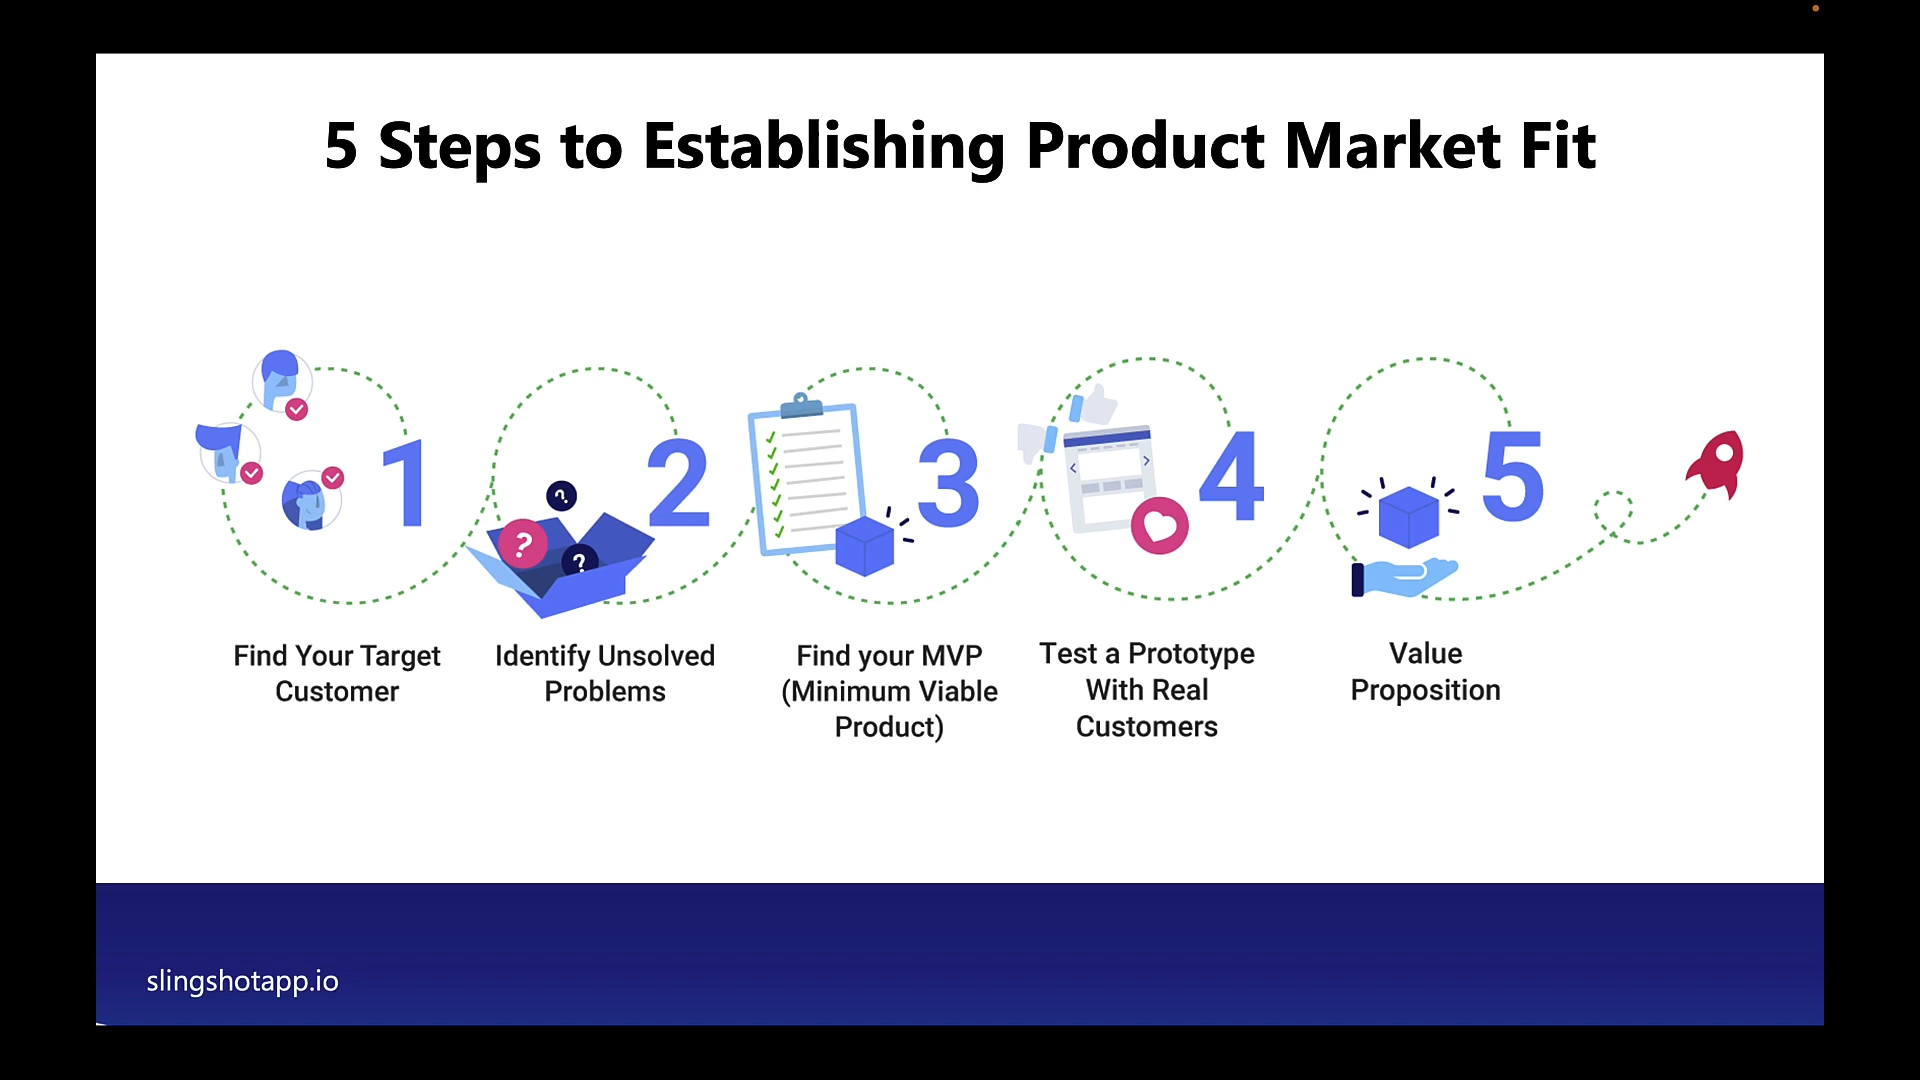 5 Steps to Establishing Product Market Fit
1
Find Your Target
Customer
2
? ? ?
Identify Unsolved
Problems
3
Find your MVP
(Minimum Viable
Product)
4
Test a Prototype
With Real
Customers
5
Value
Proposition
slingshotapp.io